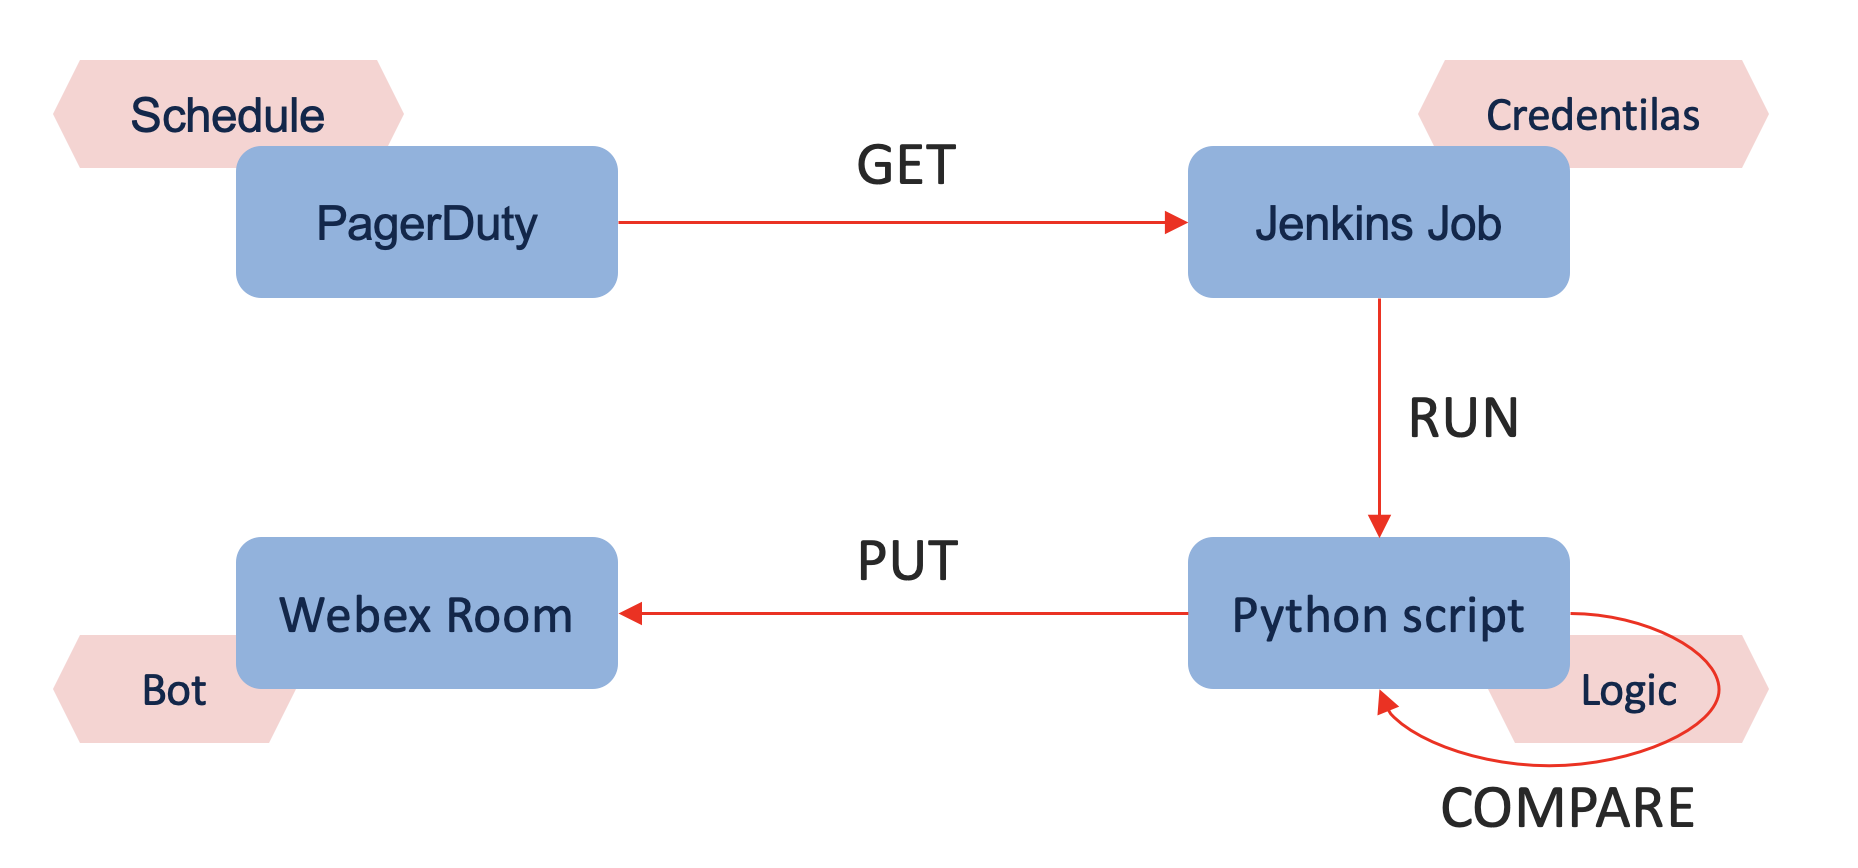 Schedule
Credentilas
PagerDuty
GET
Jenkins Job
RUN
Webex Room
PUT
Python script
Bot
Logic
COMPARE